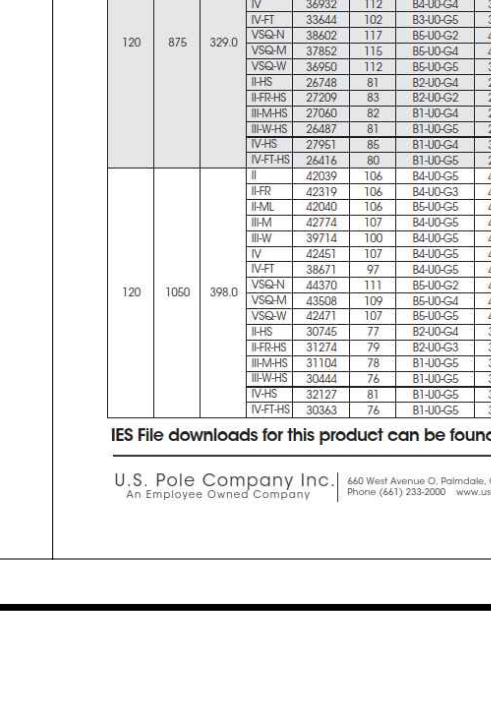 IV 36932 112 B4-U0-G4
IV-FT 33644 102 B3-U0-G5
VSQ-N 38602 117 B5-U0-G2
120 875 329.0 VSQ-M 37852 115 B5-U0-G4
VSQ-W 36950 112 B5-U0-G5
II-HS 26748 81 B2-U0-G4
II-FR-HS 27209 83 B2-U0-G2
III-M-HS 27060 82 B1-U0-G4
III-W-HS 26487 81 B1-U0-G5
IV-HS 27951 85 B1-U0-G4
IV-FT-HS 26416 80 B1-U0-G5
II 42039 106 B4-U0-G5
II-FR 42319 106 B4-U0-G3
II-ML 42040 106 B5-U0-G5
III-M 42774 107 B4-U0-G5
III-W 39714 100 B4-U0-G5
IV 42451 107 B4-U0-G5
IV-FT 38671 97 B4-U0-G5
VSQ-N 44370 111 B5-U0-G2
120 1050 398.0 VSQ-M 43508 109 B5-U0-G4
VSQ-W 42471 107 B5-U0-G5
II-HS 30745 77 B2-U0-G4
II-FR-HS 31274 79 B2-U0-G3
III-M-HS 31104 78 B1-U0-G5
III-W-HS 30444 76 B1-U0-G5
IV-HS 32127 81 B1-U0-G5
IV-FT-HS 30363 76 B1-U0-G5
IES File downloads for this product can be foun
U.S. Pole Company Inc.
An Employee Owned Company
660 West Avenue O, Palmdale,
Phone (661) 233-2000 www.us